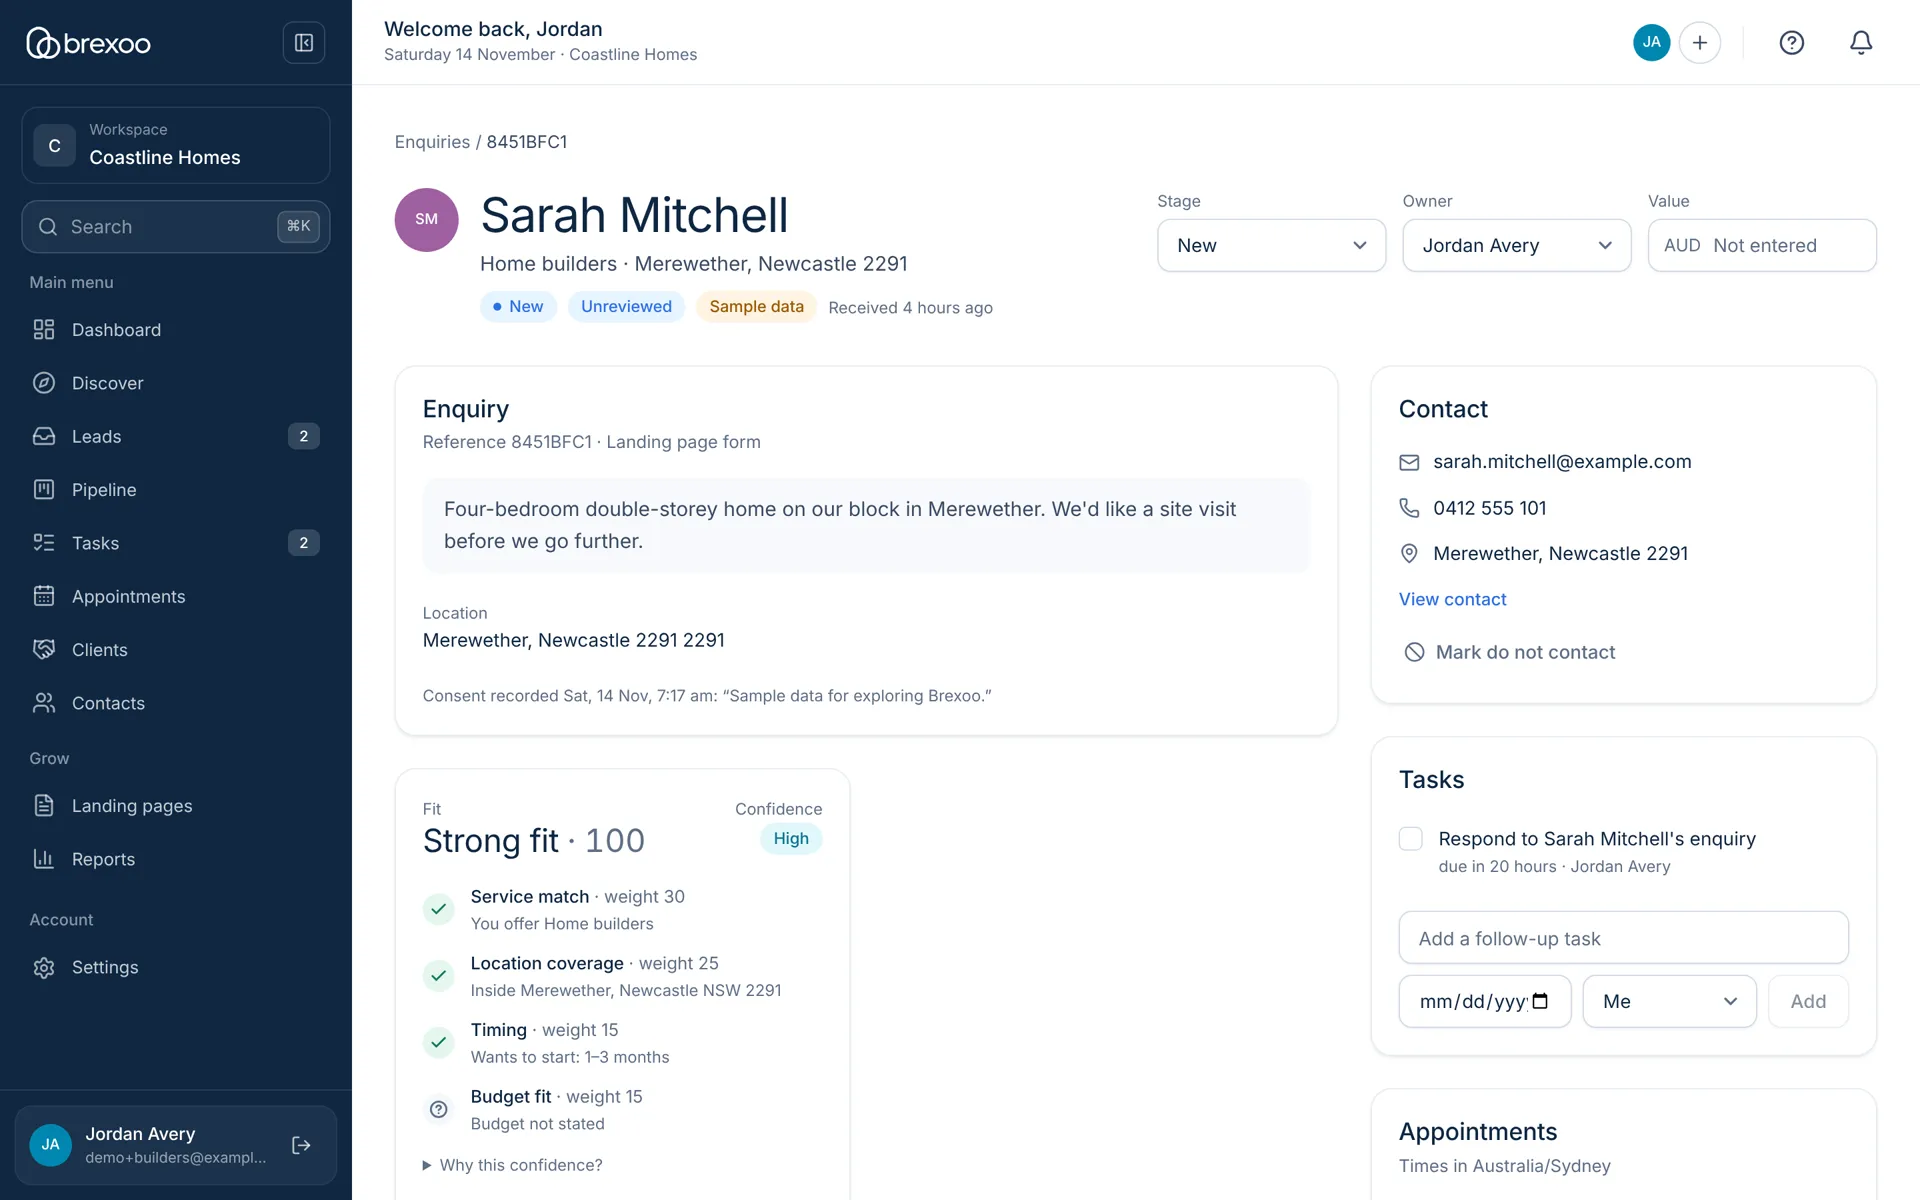 brexoo
Workspace
C
Coastline Homes
Search
⌘K
Main menu
Dashboard
Discover
Leads
2
Pipeline
Tasks
2
Appointments
Clients
Contacts
Grow
Landing pages
Reports
Account
Settings
JA
Jordan Avery
demo+builders@exampl...
Welcome back, Jordan
Saturday 14 November · Coastline Homes
JA
Enquiries / 8451BFC1
SM
Sarah Mitchell
Home builders · Merewether, Newcastle 2291
New
Unreviewed
Sample data
Received 4 hours ago
Stage
New
Owner
Jordan Avery
Value
AUD Not entered
Enquiry
Reference 8451BFC1 · Landing page form
Four-bedroom double-storey home on our block in Merewether. We'd like a site visit
before we go further.
Location
Merewether, Newcastle 2291 2291
Consent recorded Sat, 14 Nov, 7:17 am: “Sample data for exploring Brexoo.”
Fit
Confidence
Strong fit · 100
High
Service match · weight 30
You offer Home builders
Location coverage · weight 25
Inside Merewether, Newcastle NSW 2291
Timing · weight 15
Wants to start: 1–3 months
Budget fit · weight 15
Budget not stated
Why this confidence?
Contact
sarah.mitchell@example.com
0412 555 101
Merewether, Newcastle 2291
View contact
Mark do not contact
Tasks
Respond to Sarah Mitchell's enquiry
due in 20 hours · Jordan Avery
Add a follow-up task
mm/dd/yyy
Me
Add
Appointments
Times in Australia/Sydney